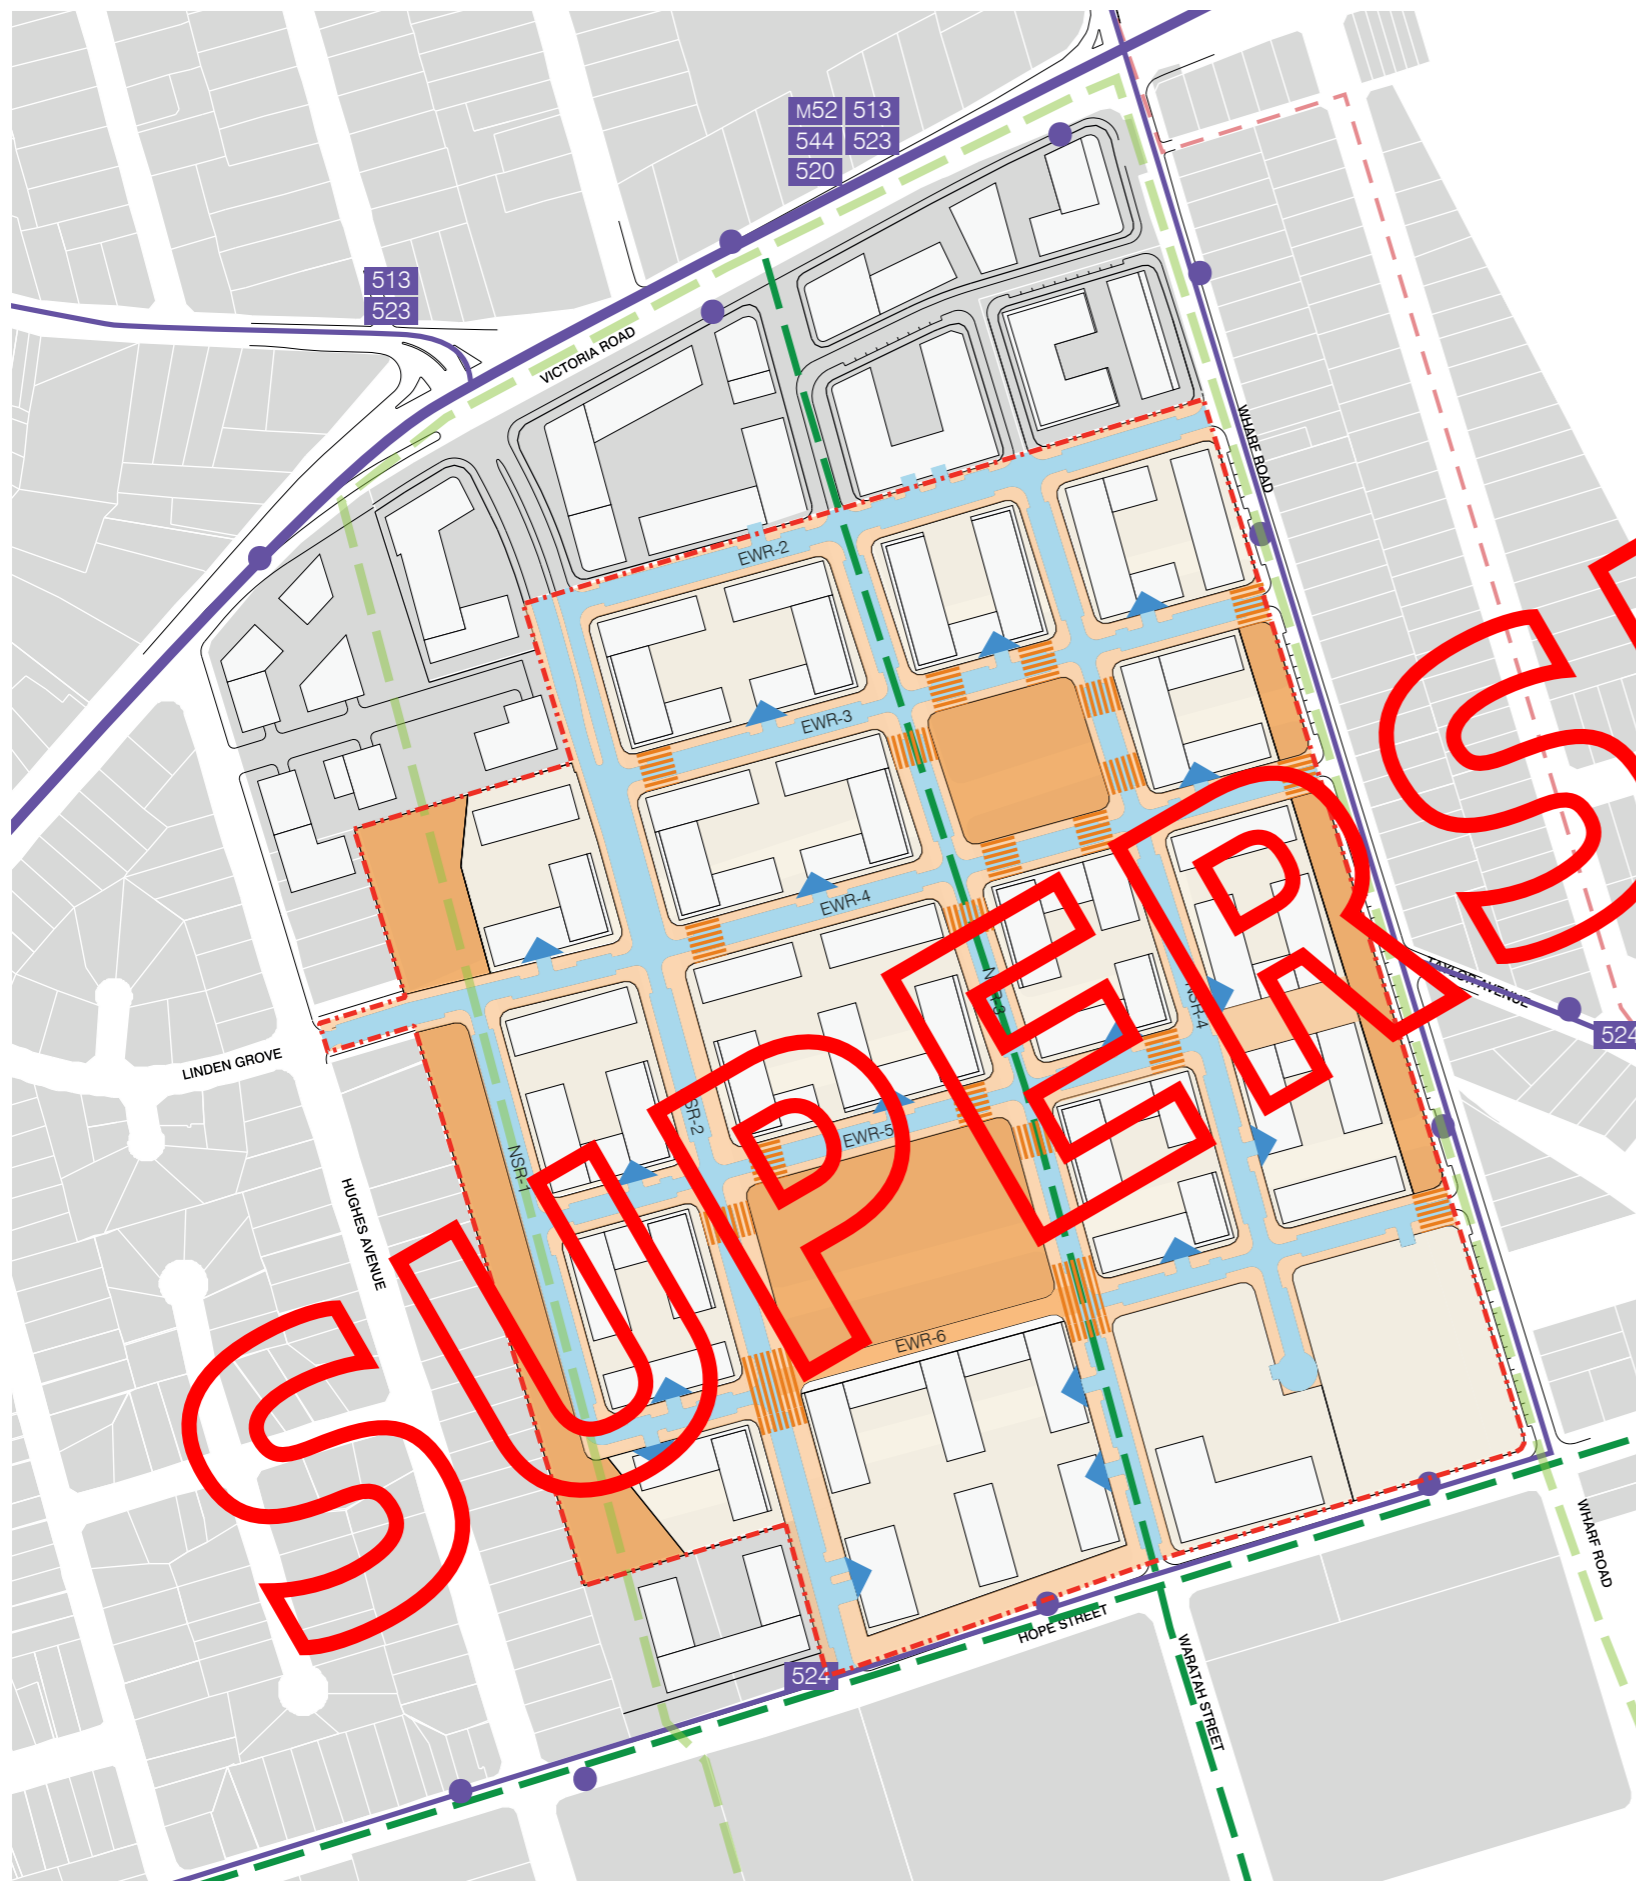 M52 513
544 523
520
513
523
VICTORIA ROAD
WHARF ROAD
EWR-2
EWR-3
EWR-4
TAYLOR AVENUE
524
NSR-4
LINDEN GROVE
EWR-5
NSR-1
HUGHES AVENUE
EWR-6
SUPERS
WHARF ROAD
HOPE STREET
WARATAH STREET
524